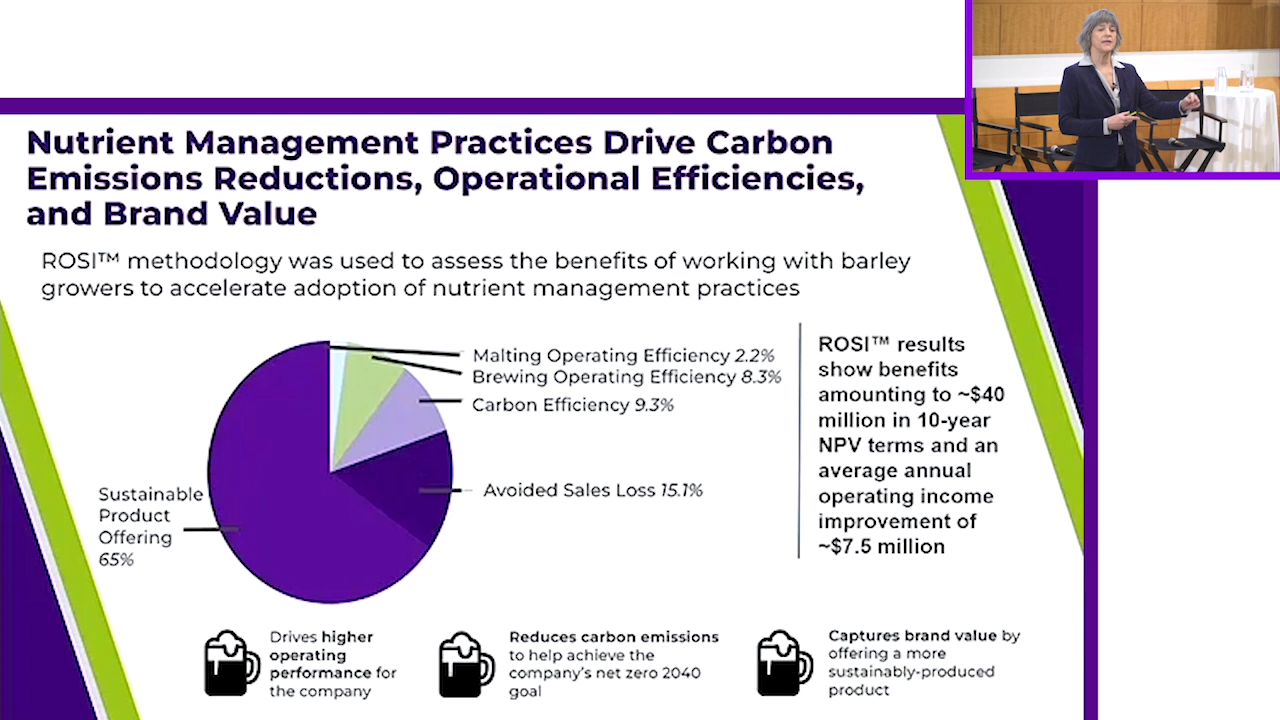 Nutrient Management Practices Drive Carbon
Emissions Reductions, Operational Efficiencies,
and Brand Value
ROSI™ methodology was used to assess the benefits of working with barley
growers to accelerate adoption of nutrient management practices
Malting Operating Efficiency 2.2%
Brewing Operating Efficiency 8.3%
Carbon Efficiency 9.3%
Avoided Sales Loss 15.1%
Sustainable
Product
Offering
65%
ROSI™ results
show benefits
amounting to ~$40
million in 10-year
NPV terms and an
average annual
operating income
improvement of
~$7.5 million
Drives higher
operating
performance for
the company
Reduces carbon emissions
to help achieve the
company's net zero 2040
goal
Captures brand value by
offering a more
sustainably-produced
product